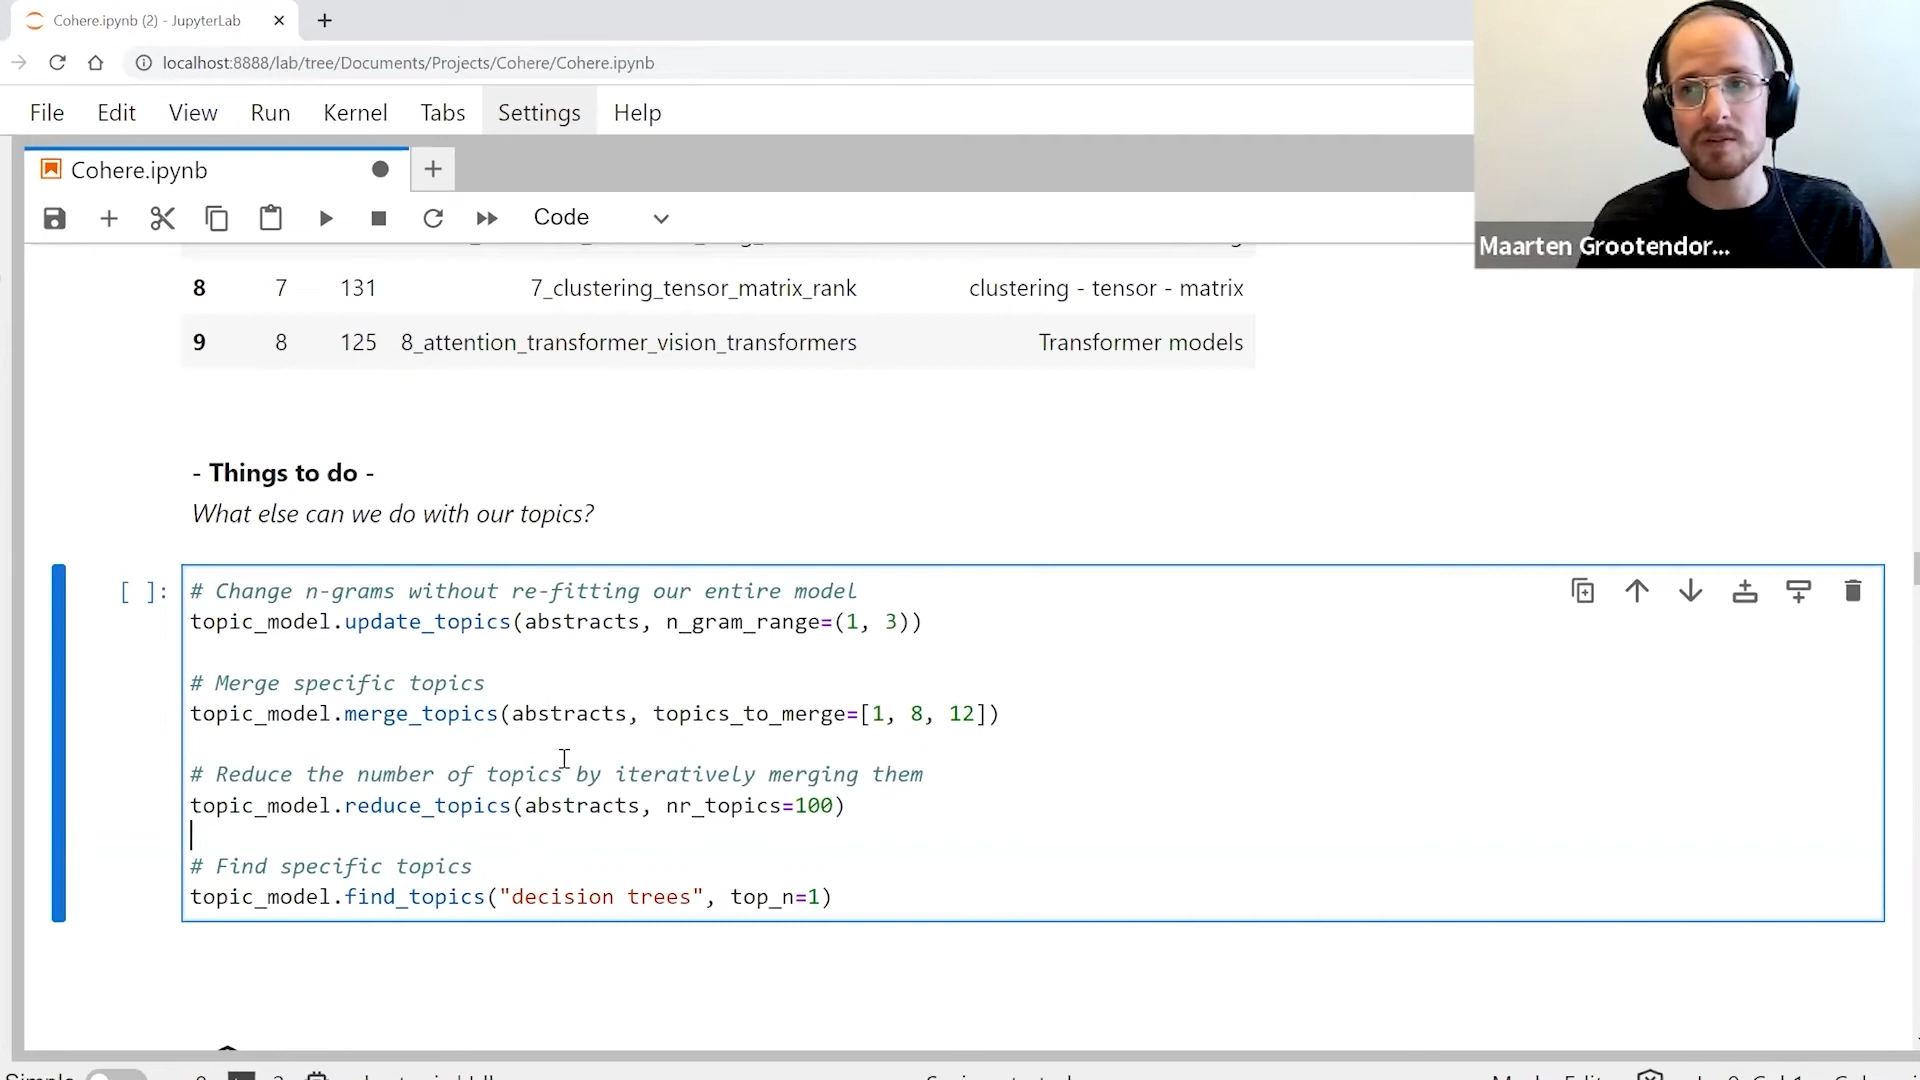 Cohere.ipynb (2) - JupyterLab
localhost:8888/lab/tree/Documents/Projects/Cohere/Cohere.ipynb
File Edit View Run Kernel Tabs Settings Help
Maarten Grootendor...
Cohere.ipynb
Code
8 7 131 7_clustering_tensor_matrix_rank clustering - tensor - matrix
9 8 125 8_attention_transformer_vision_transformers Transformer models
- Things to do -
What else can we do with our topics?
[ ]: # Change n-grams without re-fitting our entire model
topic_model.update_topics(abstracts, n_gram_range=(1, 3))
# Merge specific topics
topic_model.merge_topics(abstracts, topics_to_merge=[1, 8, 12])
# Reduce the number of topics by iteratively merging them
topic_model.reduce_topics(abstracts, nr_topics=100)
# Find specific topics
topic_model.find_topics("decision trees", top_n=1)
Simple